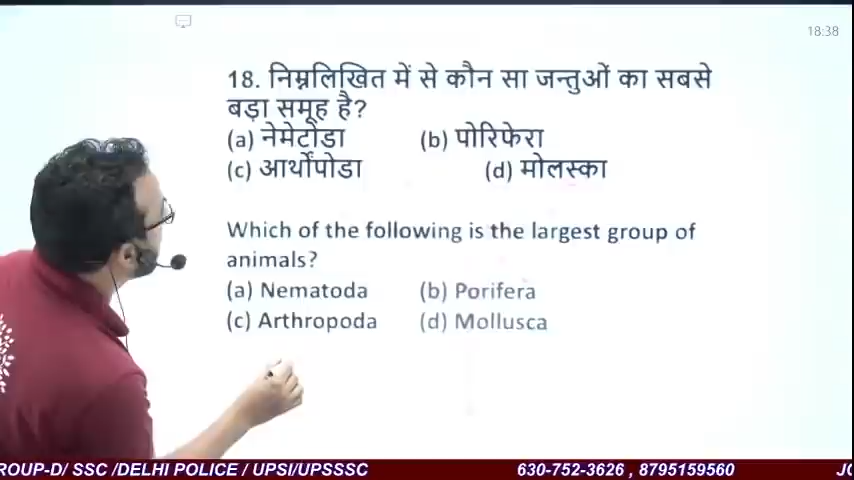 18:38
18. निम्नलिखित में से कौन सा जन्तुओं का सबसे
बड़ा समूह है?
(a) नेमेटोडा (b) पोरिफेरा
(c) आर्थोंपोडा (d) मोलस्का
Which of the following is the largest group of
animals?
(a) Nematoda (b) Porifera
(c) Arthropoda (d) Mollusca
ROUP-D/ SSC /DELHI POLICE / UPSI/UPSSSC 630-752-3626 , 8795159560 JO